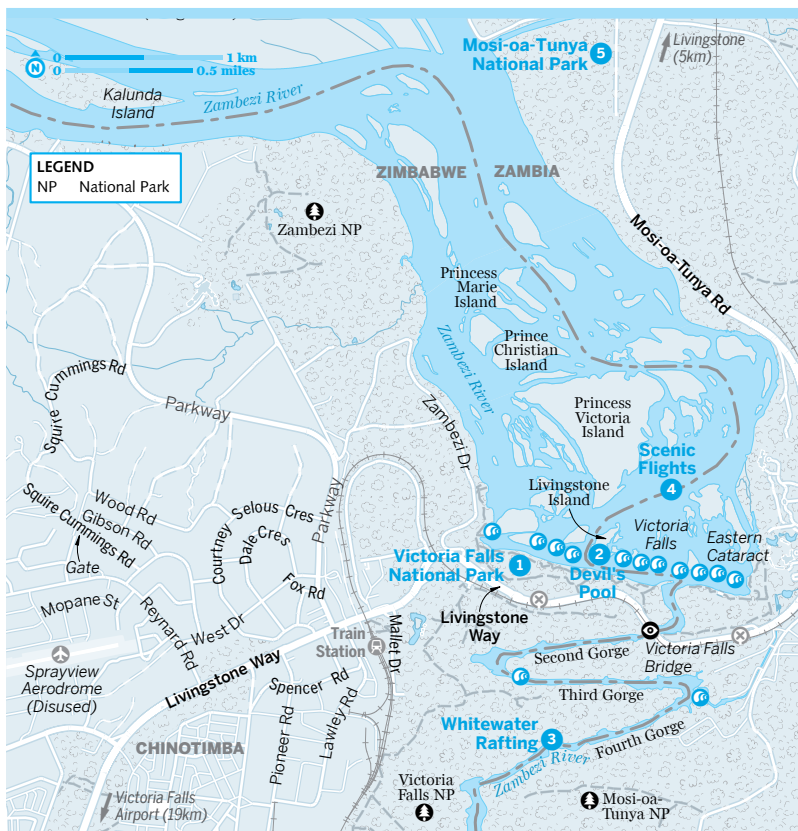 0
1 km
N
0
0.5 miles
Mosi-oa-Tunya
National Park
5
Livingstone
(5km)
Kalunda
Island
Zambezi River
LEGEND
NP National Park
ZIMBABWE
ZAMBIA
Zambezi NP
Mosi-oa-Tunya Rd
Princess
Marie
Island
Prince
Christian
Island
Zambezi River
Squire Cummings Rd
Parkway
Zambezi Dr
Princess
Victoria
Island
Scenic
Flights
4
Livingstone
Island
Parkway
Selous Cres
Wood Rd
Gibson Rd
Squire Cummings Rd
Courtney
Dale Cres
Victoria
Falls
Eastern
Cataract
Gate
Victoria Falls
National Park
1
2
Devil's
Pool
Fox Rd
Mopane St
Reynard Rd
West Dr
Livingstone
Way
Mallet Dr
Train
Station
Second Gorge
Victoria Falls
Bridge
Sprayview
Aerodrome
(Disused)
Livingstone Way
Spencer Rd
Third Gorge
Pioneer Rd
Lawley Rd
Whitewater
Rafting
3
Fourth Gorge
CHINOTIMBA
Zambezi River
Victoria Falls
Airport (19km)
Victoria
Falls NP
Mosi-oa-
Tunya NP